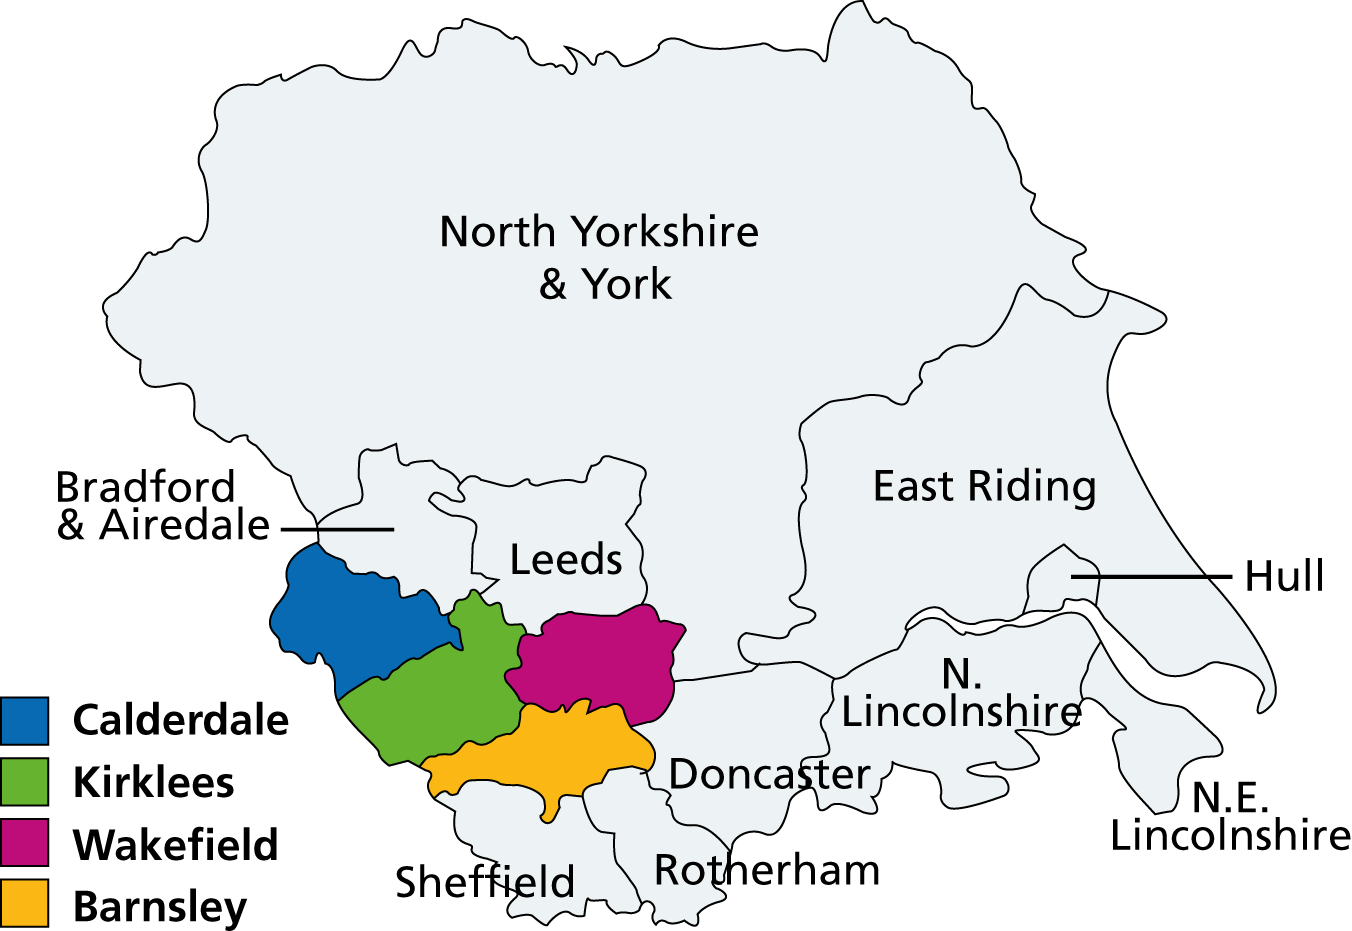 North Yorkshire
& York
Bradford
& Airedale
East Riding
Leeds
Hull
N.
Lincolnshire
Calderdale
Kirklees
Wakefield
Barnsley
Doncaster
N.E.
Lincolnshire
Sheffield
Rotherham